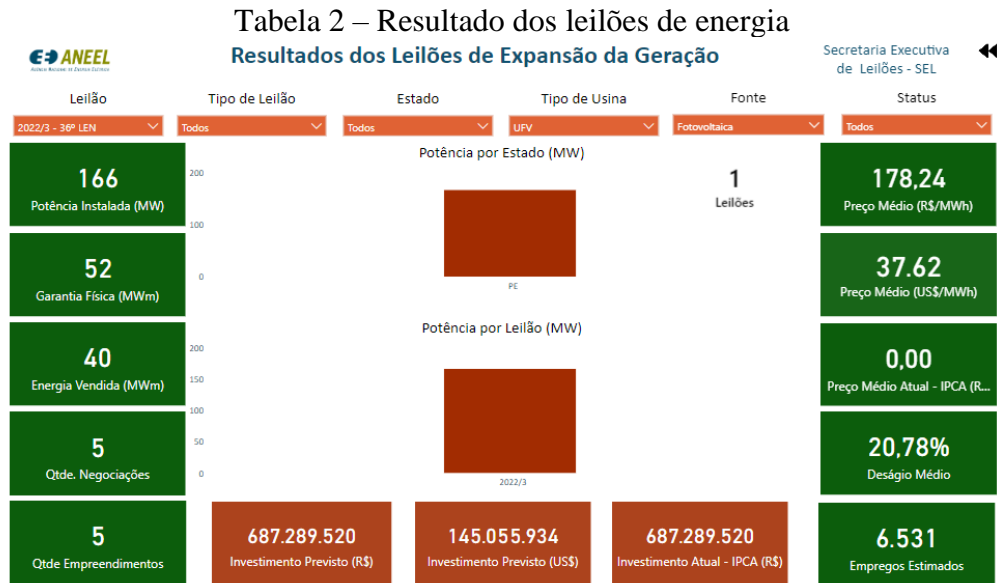 Tabela 2 – Resultado dos leilões de energia
ANEEL
Agência Nacional de Energia Elétrica
Resultados dos Leilões de Expansão da Geração
Secretaria Executiva
de Leilões - SEL
Leilão
Tipo de Leilão
Estado
Tipo de Usina
Fonte
Status
2022/3 - 36º LEN
Todos
Todos
UFV
Fotovoltaica
Todos
166
Potência Instalada (MW)
52
Garantia Física (MWm)
40
Energia Vendida (MWm)
5
Qtde. Negociações
5
Qtde Empreendimentos
Potência por Estado (MW)
200
100
0
PE
1
Leilões
Potência por Leilão (MW)
200
150
100
50
0
2022/3
687.289.520
Investimento Previsto (R$)
145.055.934
Investimento Previsto (US$)
687.289.520
Investimento Atual - IPCA (R$)
178,24
Preço Médio (R$/MWh)
37.62
Preço Médio (US$/MWh)
0,00
Preço Médio Atual - IPCA (R...
20,78%
Deságio Médio
6.531
Empregos Estimados